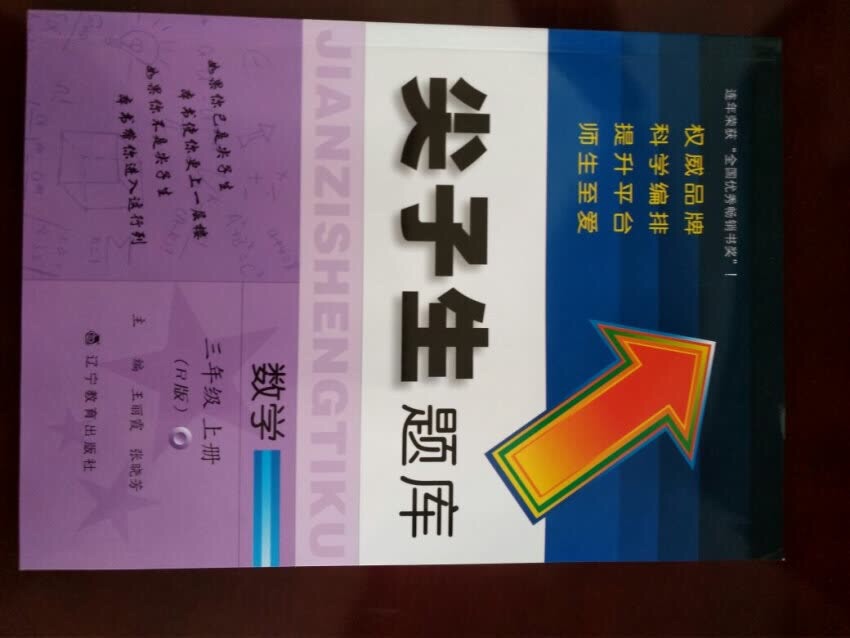 连年荣获“全国优秀畅销书奖”！
权威品牌
科学编排
提升平台
师生至爱
尖子生题库
JIANZISHENGTIKU
数学
三年级 上册
（R版）
如果你已是尖子生
本书使你更上一层楼
如果你不是尖子生
本书帮你进入这行列
主 编 王丽霞 张晓芳
辽宁教育出版社